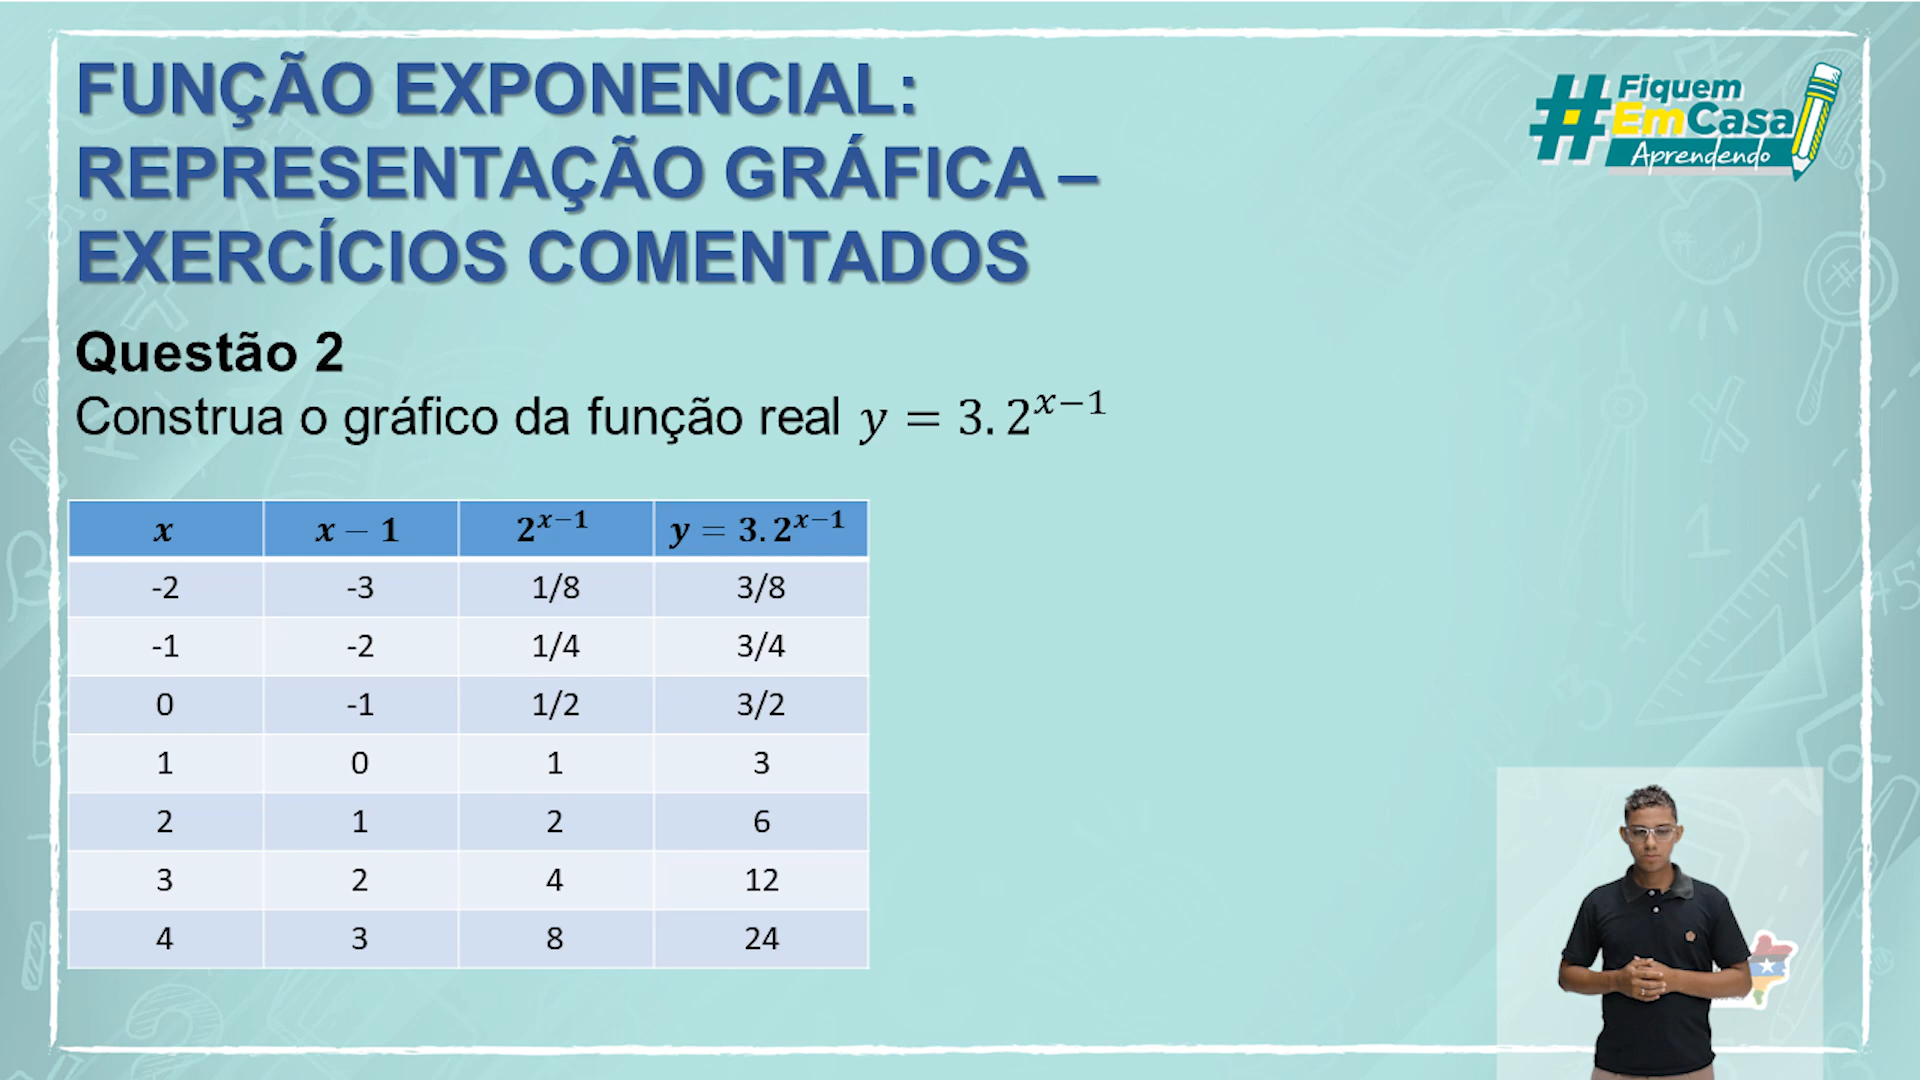 FUNÇÃO EXPONENCIAL:
REPRESENTAÇÃO GRÁFICA –
EXERCÍCIOS COMENTADOS
#Fiquem
EmCasa
Aprendendo
Questão 2
Construa o gráfico da função real y = 3.2^{x−1}
x x − 1 2^{x−1} y = 3.2^{x−1}
-2 -3 1/8 3/8
-1 -2 1/4 3/4
0 -1 1/2 3/2
1 0 1 3
2 1 2 6
3 2 4 12
4 3 8 24